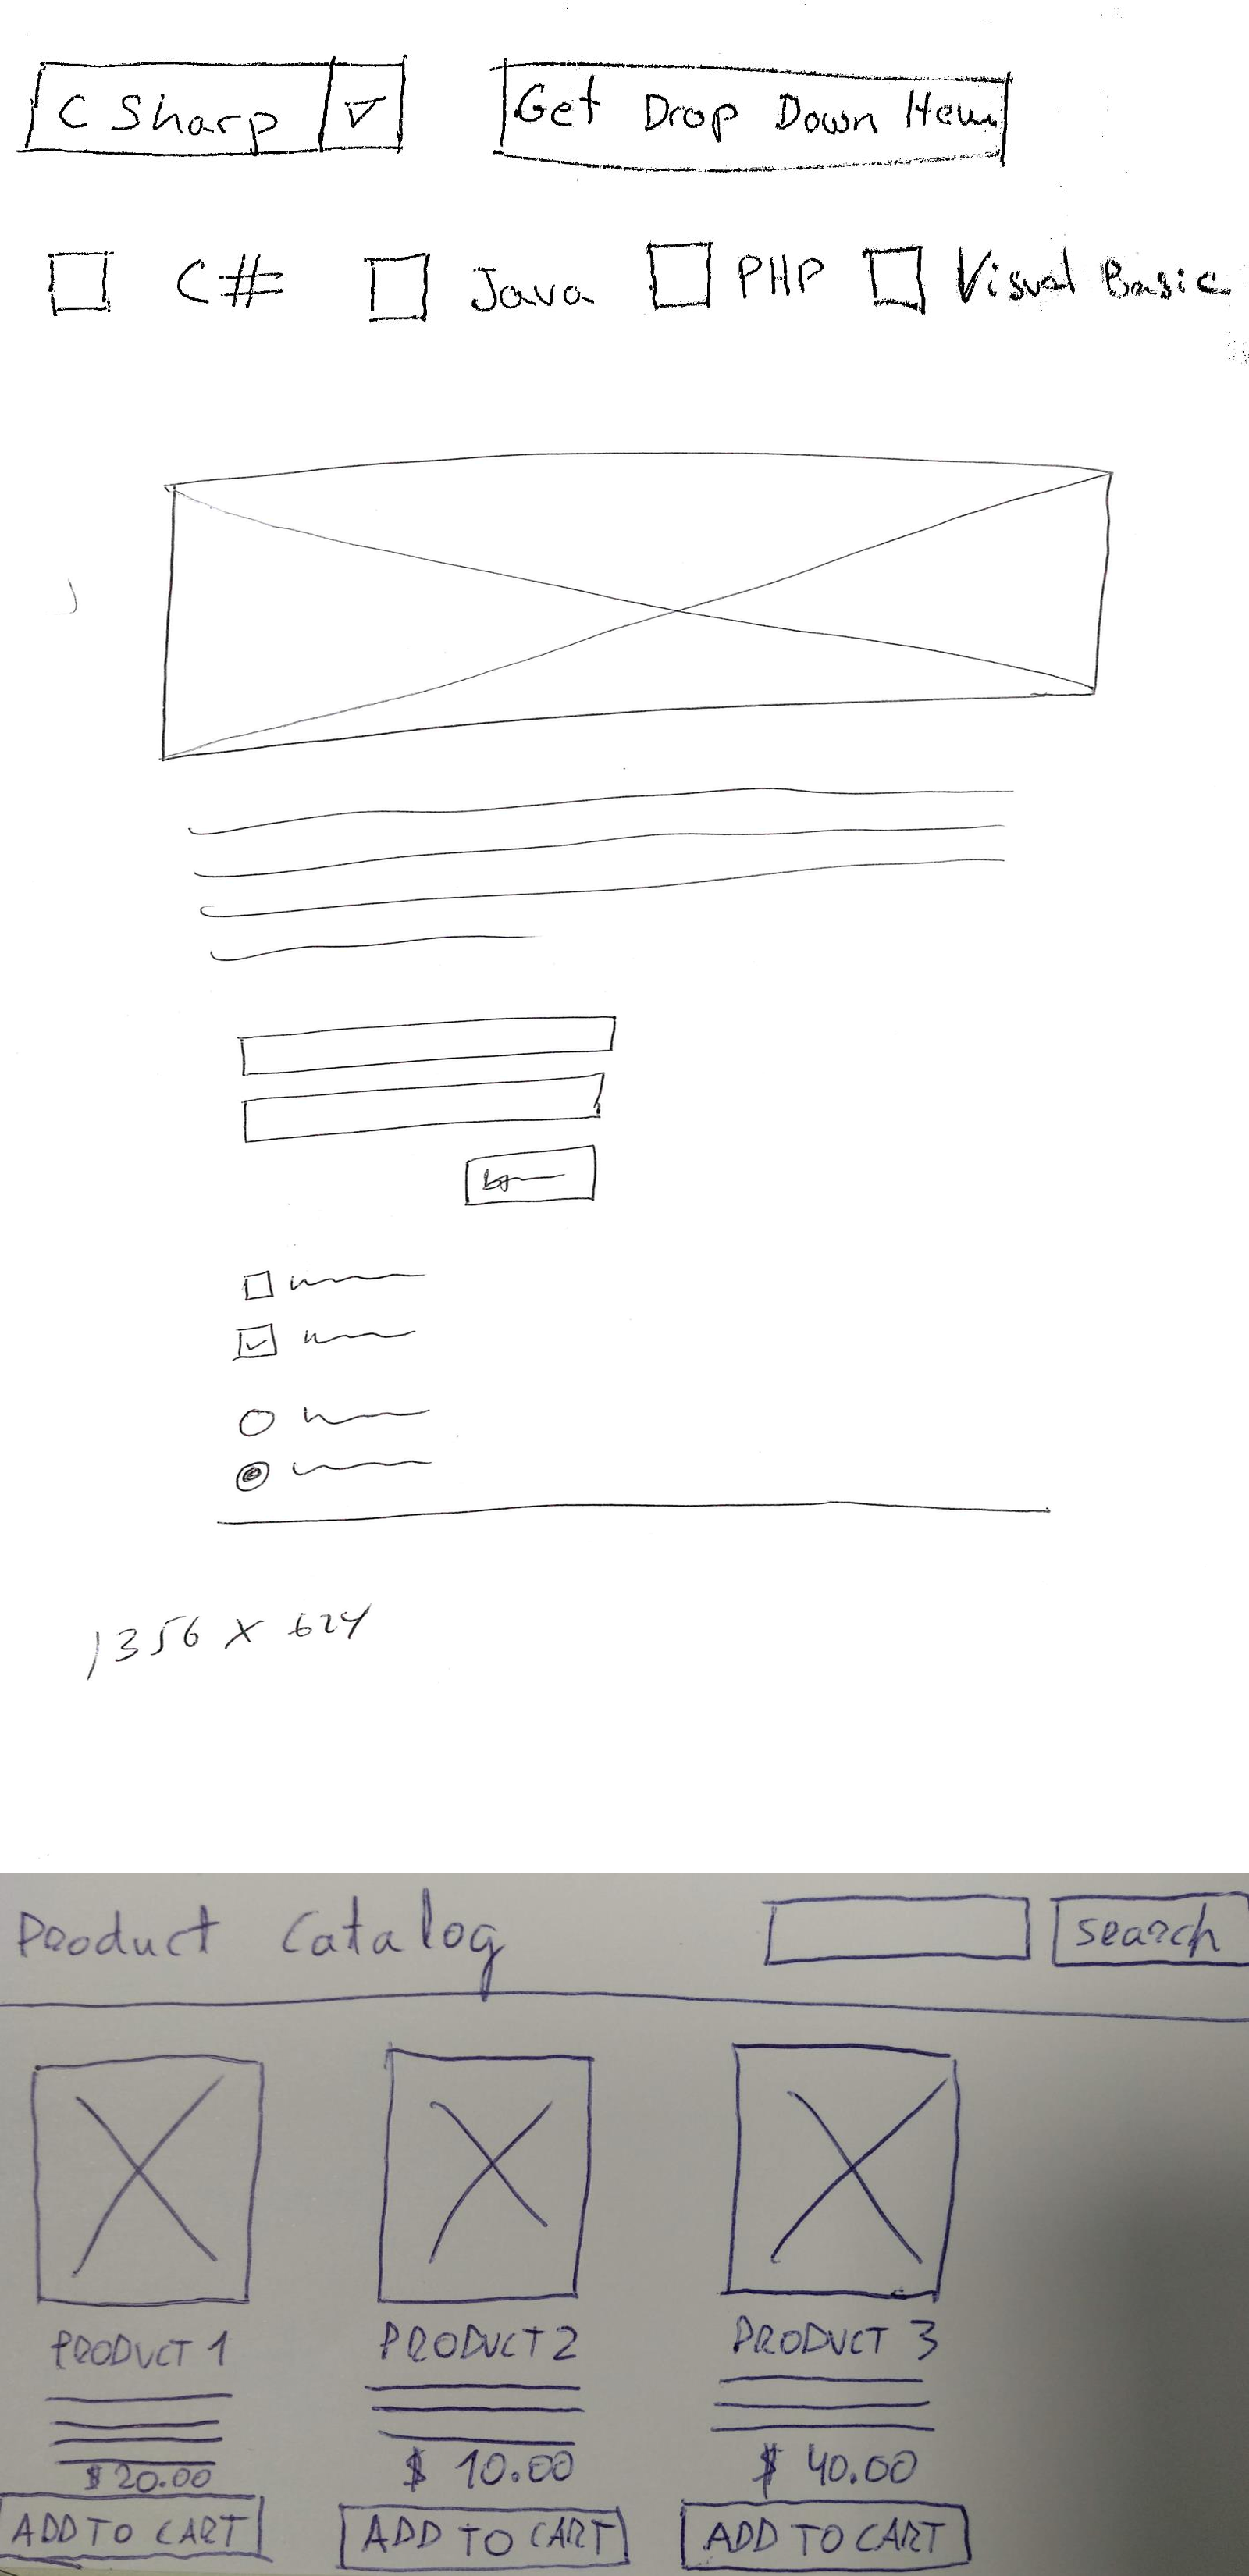 C Sharp
Get Drop Down Item
C# Java PHP Visual Basic
1356 x 624
Product Catalog search
PRODUCT 1 PRODUCT 2 PRODUCT 3
$ 20.00 $ 10.00 $ 40.00
ADD TO CART ADD TO CART ADD TO CART